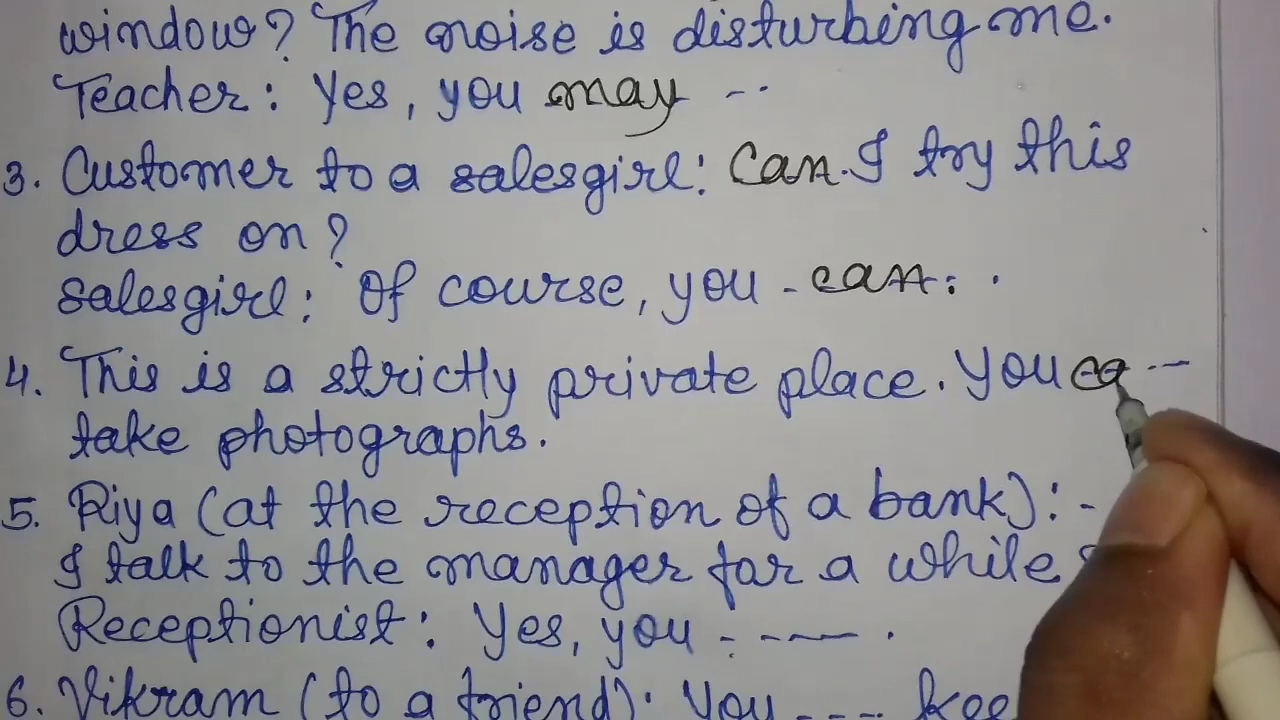 window? The noise is disturbing me.
Teacher: Yes, you may --
3. Customer to a salesgirl: Can I try this
dress on?
Salesgirl: Of course, you can.
4. This is a strictly private place. You ca --
take photographs.
5. Riya (at the reception of a bank): -
I talk to the manager for a while
Receptionist: Yes, you ----.
6. Vikram (to a friend): You ---- kee